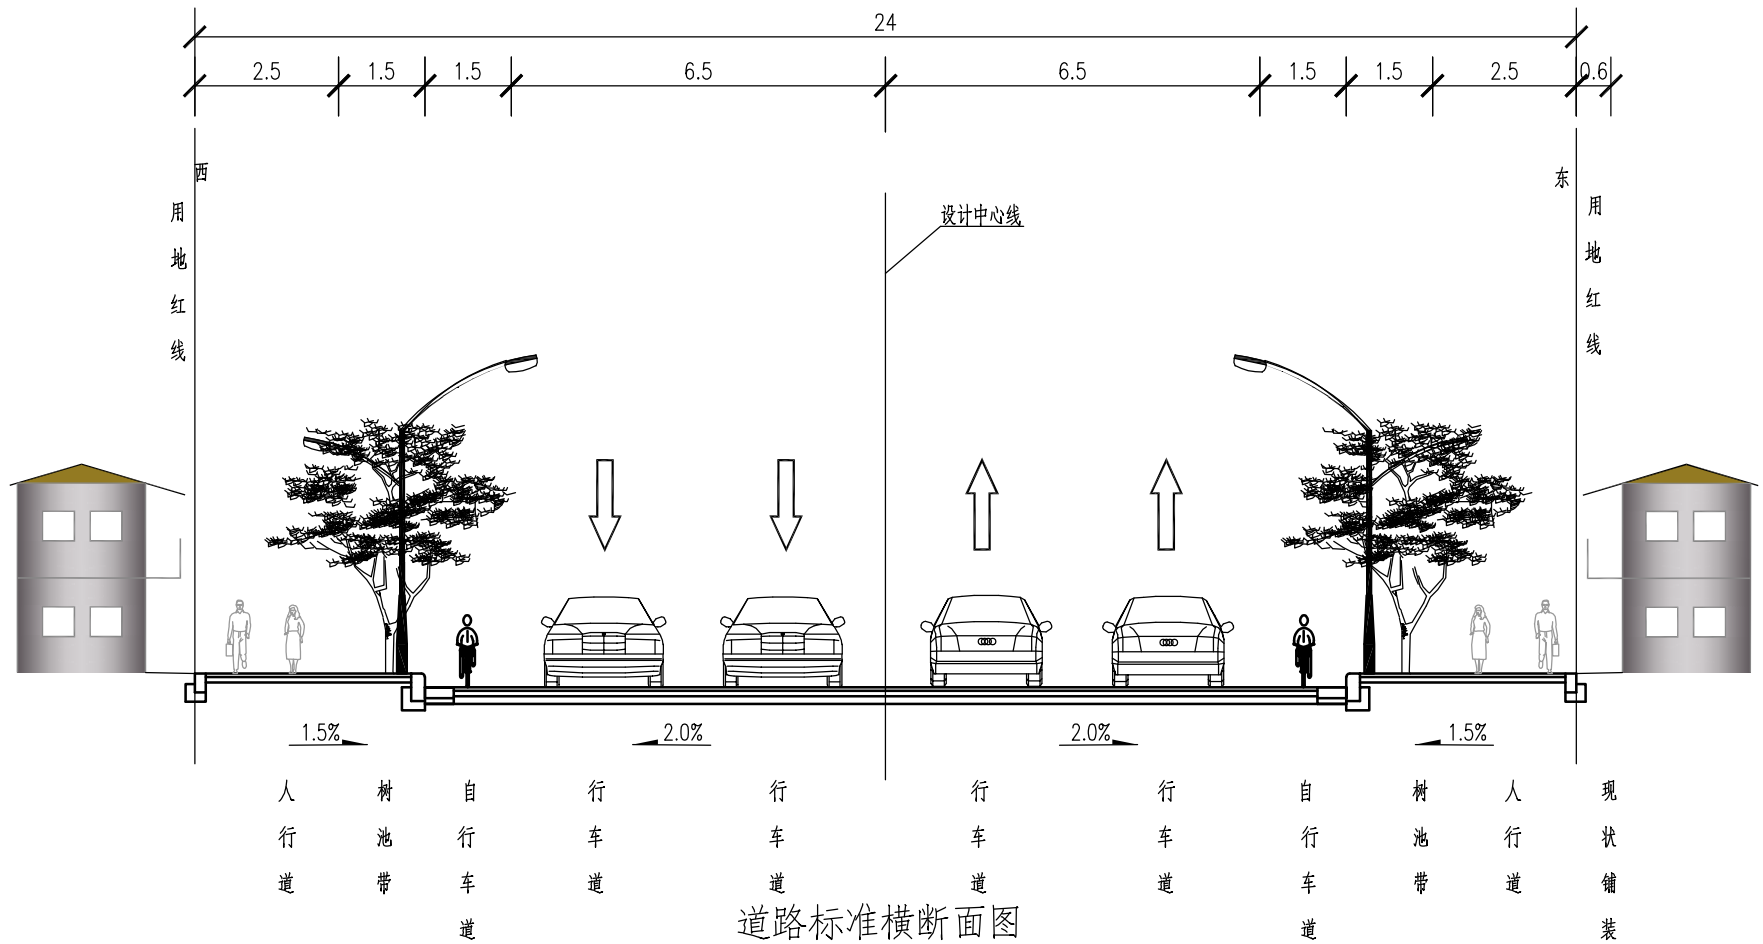 24
2.5 1.5 1.5 6.5 6.5 1.5 1.5 2.5 0.6
西
东
用地红线
设计中心线
用地红线
1.5% 2.0% 2.0% 1.5%
人行道
树池带
自行车道
行车道
行车道
行车道
行车道
自行车道
树池带
人行道
现状铺装
道路标准横断面图